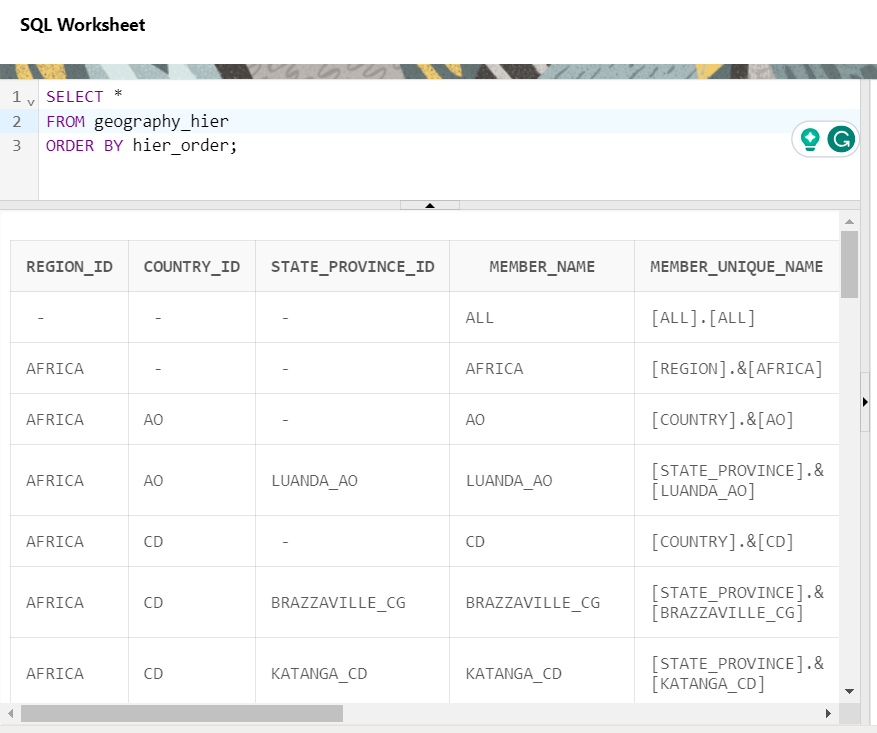 SQL Worksheet
1 SELECT *
2 FROM geography_hier
3 ORDER BY hier_order;
REGION_ID COUNTRY_ID STATE_PROVINCE_ID MEMBER_NAME MEMBER_UNIQUE_NAME
- - - ALL [ALL].[ALL]
AFRICA - - AFRICA [REGION].&[AFRICA]
AFRICA AO - AO [COUNTRY].&[AO]
AFRICA AO LUANDA_AO LUANDA_AO [STATE_PROVINCE].&
[LUANDA_AO]
AFRICA CD - CD [COUNTRY].&[CD]
AFRICA CD BRAZZAVILLE_CG BRAZZAVILLE_CG [STATE_PROVINCE].&
[BRAZZAVILLE_CG]
AFRICA CD KATANGA_CD KATANGA_CD [STATE_PROVINCE].&
[KATANGA_CD]